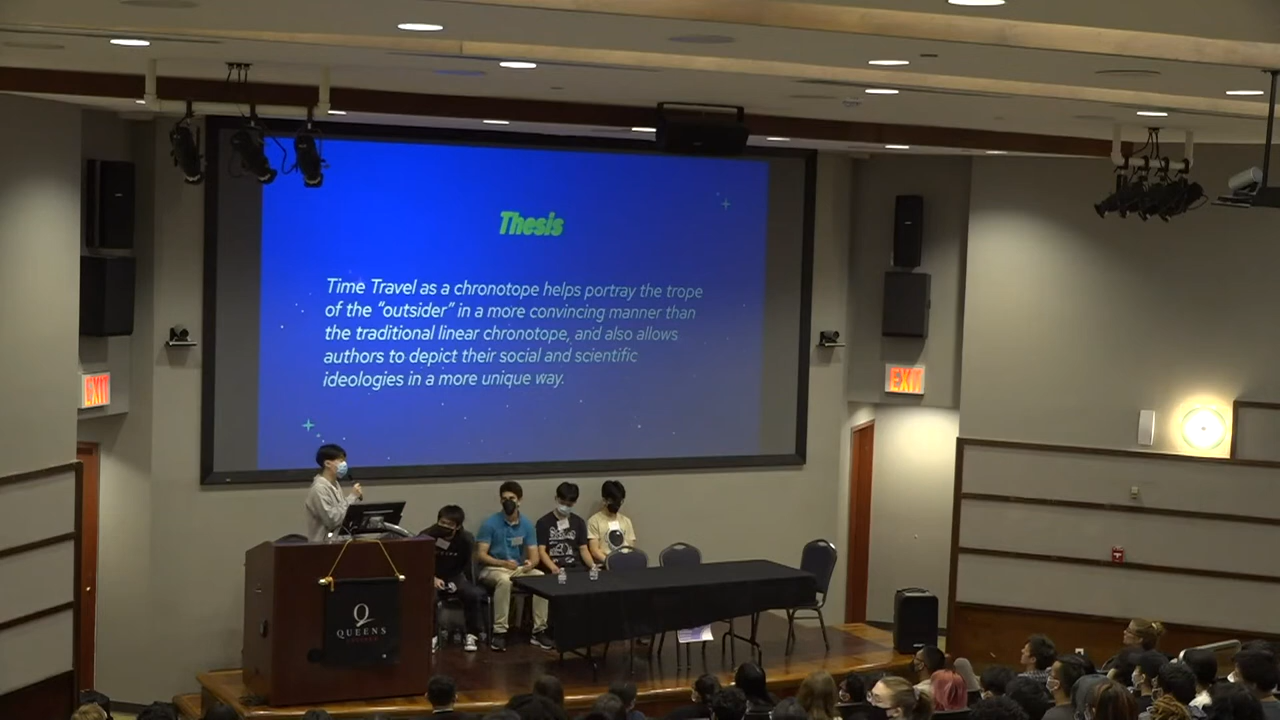 Thesis
Time Travel as a chronotope helps portray the trope
of the "outsider" in a more convincing manner than
the traditional linear chronotope, and also allows
authors to depict their social and scientific
ideologies in a more unique way.
EXIT
EXIT
Q
QUEENS